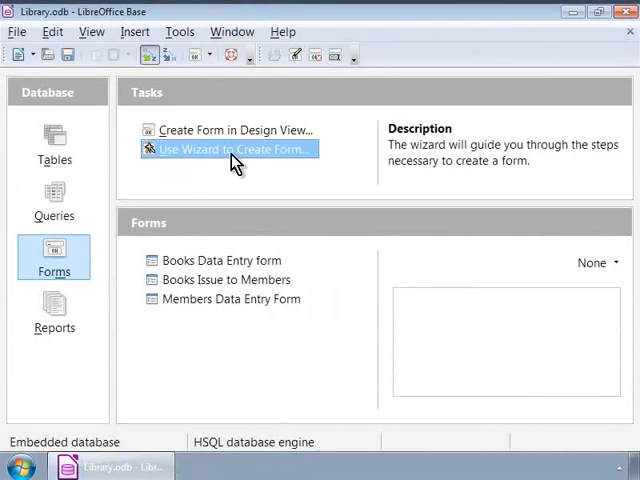 Library.odb - LibreOffice Base
File Edit View Insert Tools Window Help
Database
Tasks
Tables
Queries
Forms
Reports
Create Form in Design View...
Use Wizard to Create Form...
Description
The wizard will guide you through the steps
necessary to create a form.
Forms
Books Data Entry form
Books Issue to Members
Members Data Entry Form
None
Embedded database
HSQL database engine
Library.odb - Libr...